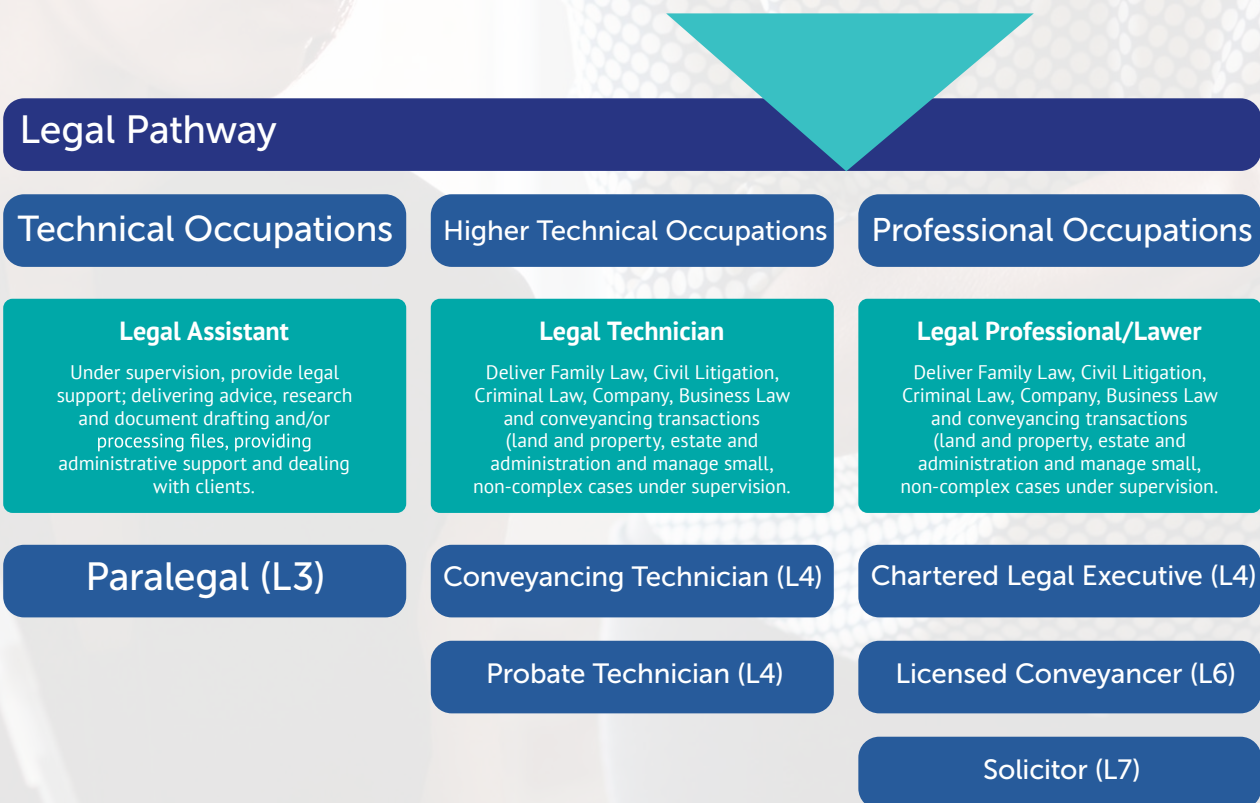 Legal Pathway
Technical Occupations
Higher Technical Occupations
Professional Occupations
Legal Assistant
Under supervision, provide legal
support; delivering advice, research
and document drafting and/or
processing files, providing
administrative support and dealing
with clients.
Legal Technician
Deliver Family Law, Civil Litigation,
Criminal Law, Company, Business Law
and conveyancing transactions
(land and property, estate and
administration and manage small,
non-complex cases under supervision.
Legal Professional/Lawer
Deliver Family Law, Civil Litigation,
Criminal Law, Company, Business Law
and conveyancing transactions
(land and property, estate and
administration and manage small,
non-complex cases under supervision.
Paralegal (L3)
Conveyancing Technician (L4)
Chartered Legal Executive (L4)
Probate Technician (L4)
Licensed Conveyancer (L6)
Solicitor (L7)